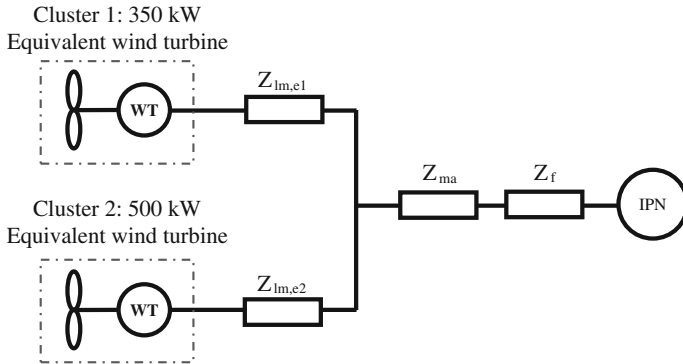 Cluster 1: 350 kW
Equivalent wind turbine
WT
Zlm,e1
Zma
Zf
IPN
Cluster 2: 500 kW
Equivalent wind turbine
WT
Zlm,e2